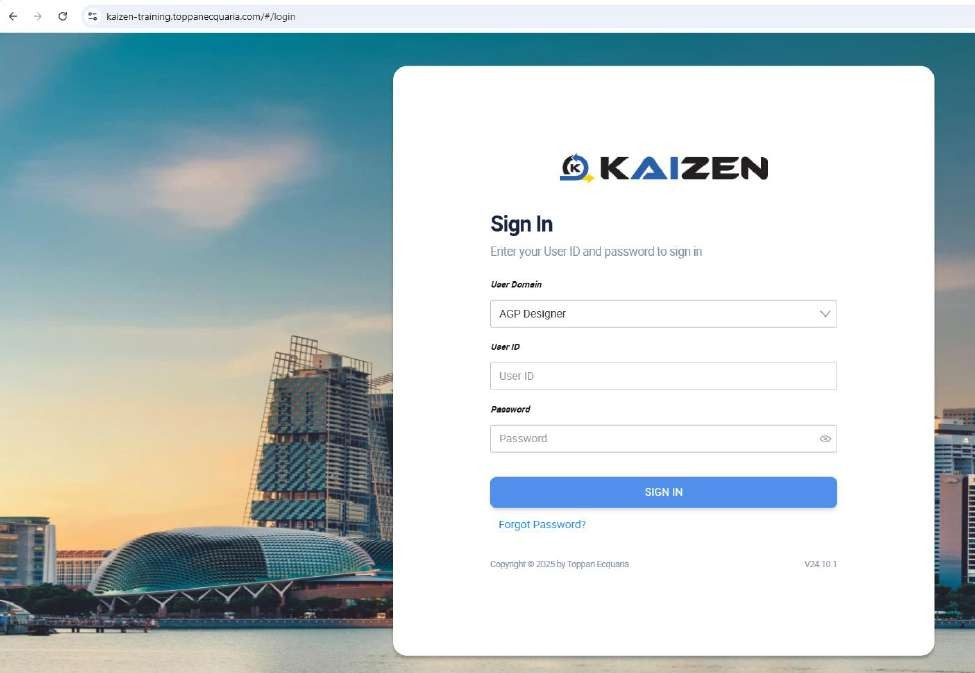 kaizen-training.toppanecquaria.com/#/login
KAIZEN
Sign In
Enter your User ID and password to sign in
User Domain
AGP Designer
User ID
User ID
Password
Password
SIGN IN
Forgot Password?
Copyright © 2025 by Toppan Ecquaria V24.10.1